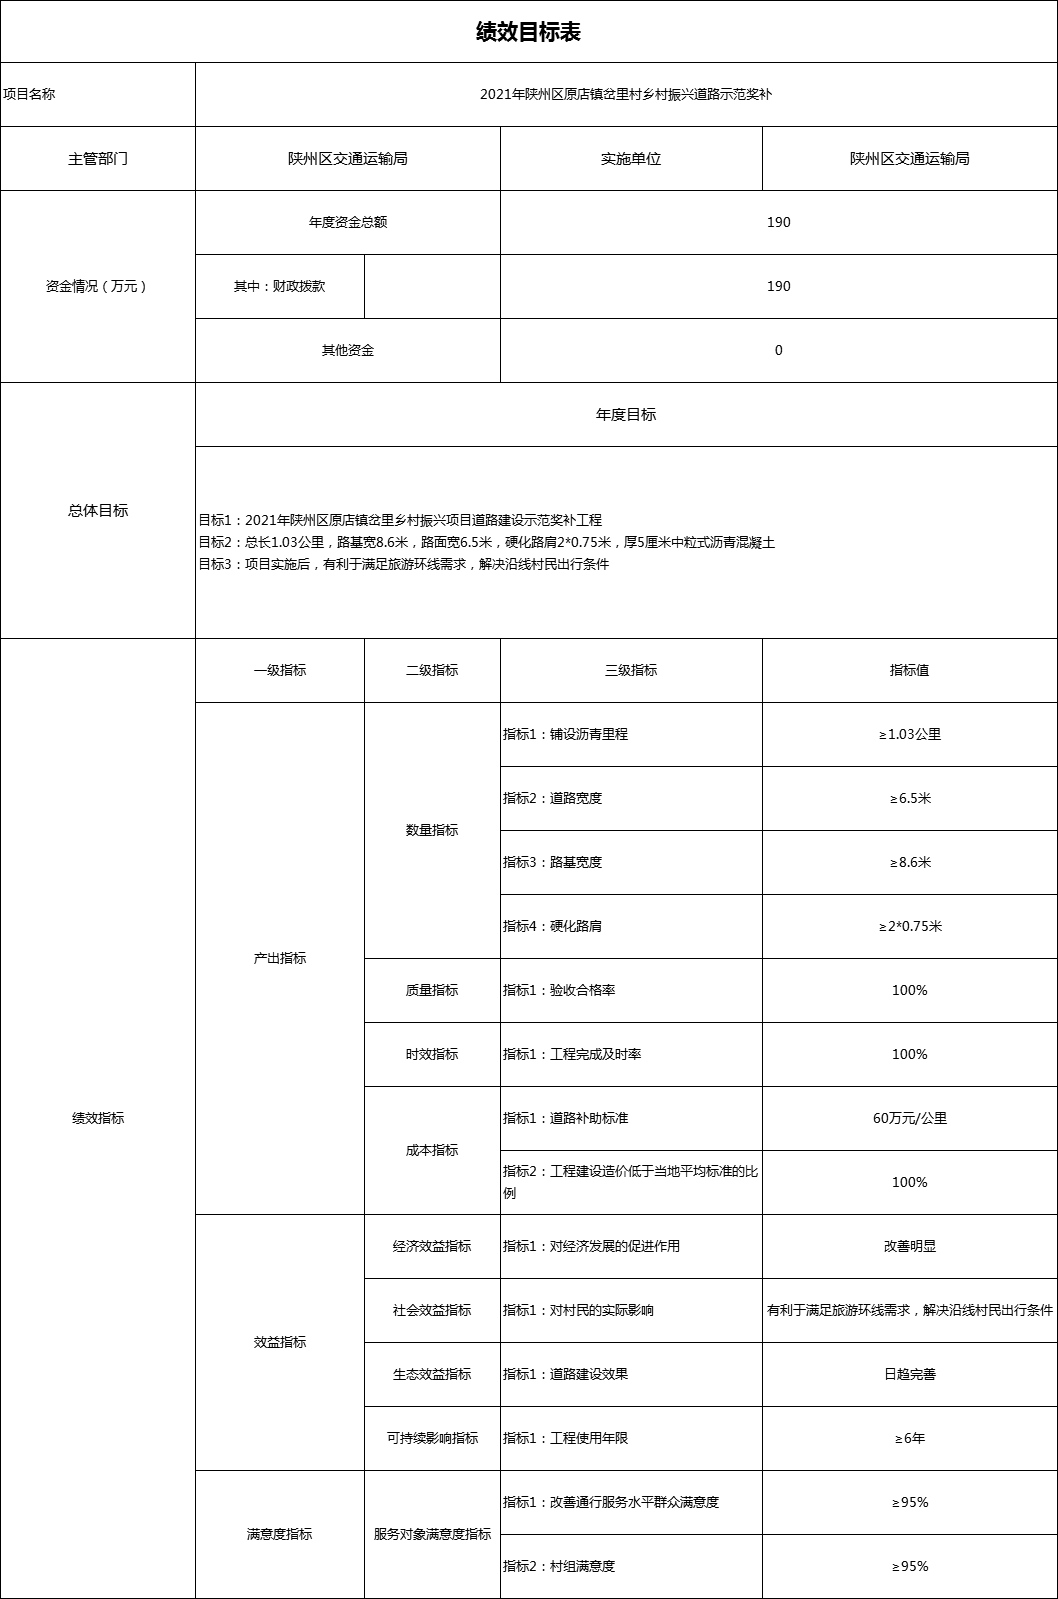 绩效目标表
项目名称
2021年陕州区原店镇岔里村乡村振兴道路示范奖补
主管部门
陕州区交通运输局
实施单位
陕州区交通运输局
资金情况（万元）
年度资金总额
190
其中：财政拨款
190
其他资金
0
总体目标
年度目标
目标1：2021年陕州区原店镇岔里乡村振兴项目道路建设示范奖补工程
目标2：总长1.03公里，路基宽8.6米，路面宽6.5米，硬化路肩2*0.75米，厚5厘米中粒式沥青混凝土
目标3：项目实施后，有利于满足旅游环线需求，解决沿线村民出行条件
绩效指标
一级指标
二级指标
三级指标
指标值
产出指标
数量指标
指标1：铺设沥青里程
≥1.03公里
指标2：道路宽度
≥6.5米
指标3：路基宽度
≥8.6米
指标4：硬化路肩
≥2*0.75米
质量指标
指标1：验收合格率
100%
时效指标
指标1：工程完成及时率
100%
成本指标
指标1：道路补助标准
60万元/公里
指标2：工程建设造价低于当地平均标准的比
例
100%
效益指标
经济效益指标
指标1：对经济发展的促进作用
改善明显
社会效益指标
指标1：对村民的实际影响
有利于满足旅游环线需求，解决沿线村民出行条件
生态效益指标
指标1：道路建设效果
日趋完善
可持续影响指标
指标1：工程使用年限
≥6年
满意度指标
服务对象满意度指标
指标1：改善通行服务水平群众满意度
≥95%
指标2：村组满意度
≥95%